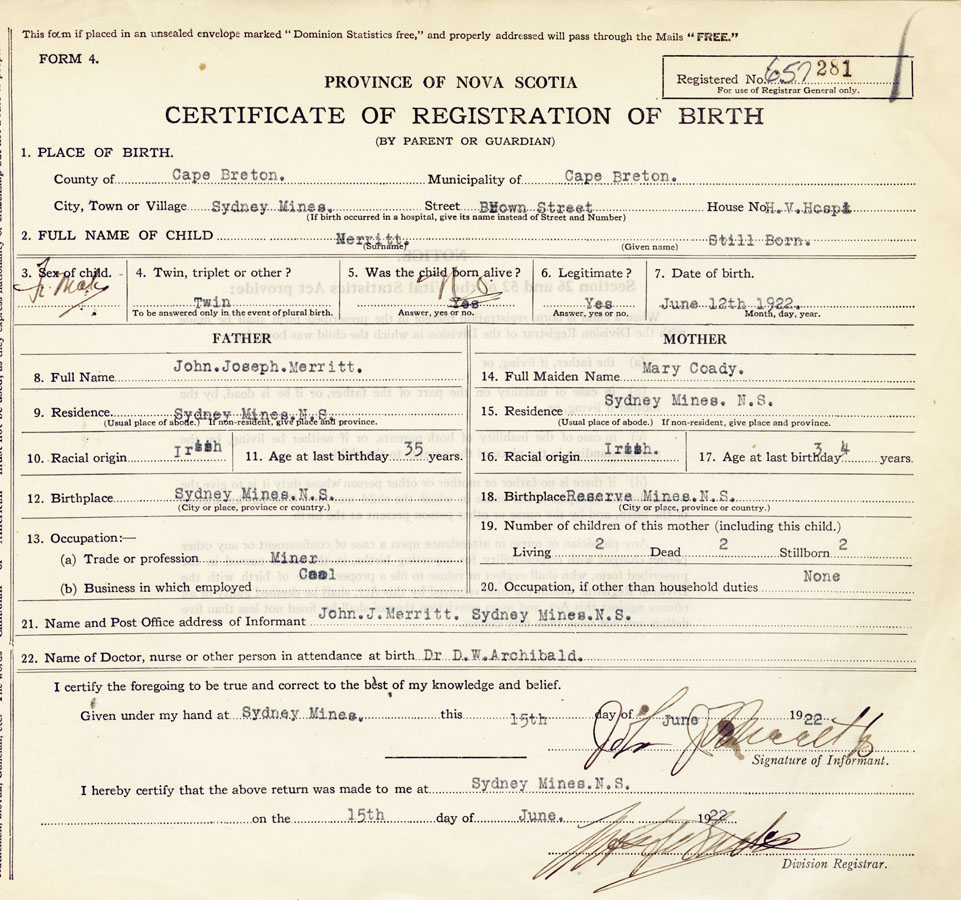 This form if placed in an unsealed envelope marked "Dominion Statistics free," and properly addressed will pass through the Mails "FREE."
FORM 4.
PROVINCE OF NOVA SCOTIA
Registered No. 657 281
For use of Registrar General only.
CERTIFICATE OF REGISTRATION OF BIRTH
(BY PARENT OR GUARDIAN)
1. PLACE OF BIRTH.
County of Cape Breton. Municipality of Cape Breton.
City, Town or Village Sydney Mines. Street Brown Street House No. H.V.Hospt
(If birth occurred in a hospital, give its name instead of Street and Number)
2. FULL NAME OF CHILD Merritt. Still Born.
(Surname) (Given name)
3. Sex of child. 4. Twin, triplet or other? 5. Was the child born alive? 6. Legitimate? 7. Date of birth.
Male Twin No Yes Yes June 12th 1922.
To be answered only in the event of plural birth. Answer, yes or no. Answer, yes or no. Month, day, year.
FATHER MOTHER
8. Full Name John.Joseph.Merritt. 14. Full Maiden Name Mary Coady.
9. Residence Sydney Mines.N.S. 15. Residence Sydney Mines. N.S.
(Usual place of abode.) If non-resident, give place and province. (Usual place of abode.) If non-resident, give place and province.
10. Racial origin Irish 11. Age at last birthday 35 years. 16. Racial origin Irish. 17. Age at last birthday 34 years.
12. Birthplace Sydney Mines.N.S. 18. Birthplace Reserve Mines.N.S.
(City or place, province or country.) (City or place, province or country.)
13. Occupation:— 19. Number of children of this mother (including this child.)
(a) Trade or profession Miner Living 2 Dead 2 Stillborn 2
(b) Business in which employed Coal 20. Occupation, if other than household duties None
21. Name and Post Office address of Informant John.J.Merritt. Sydney Mines.N.S.
22. Name of Doctor, nurse or other person in attendance at birth Dr D.W.Archibald.
I certify the foregoing to be true and correct to the best of my knowledge and belief.
Given under my hand at Sydney Mines. this 15th day of June 1922
John J Merritt
Signature of Informant.
I hereby certify that the above return was made to me at Sydney Mines.N.S.
on the 15th day of June. 1922
Division Registrar.